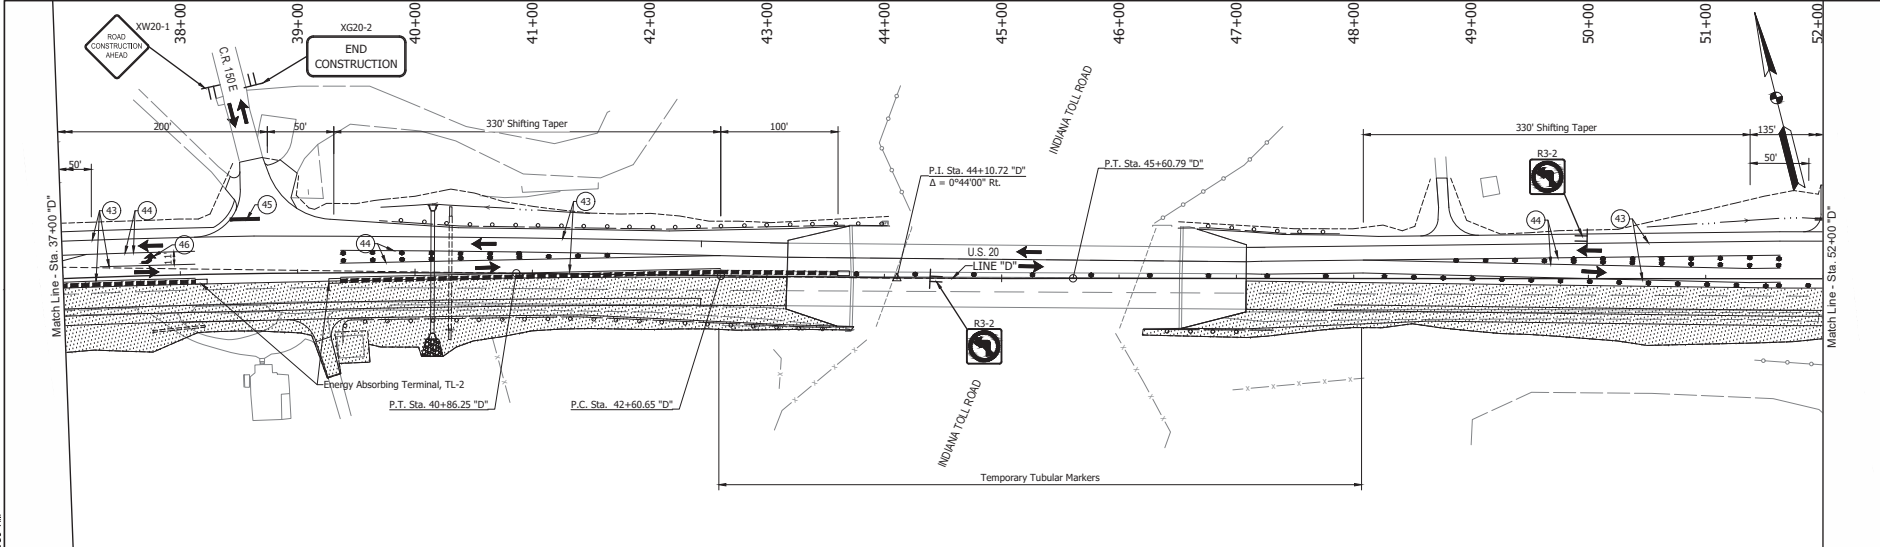 XW20-1
ROAD
CONSTRUCTION
AHEAD
XG20-2
END
CONSTRUCTION
C.R. 150 E
38+00
39+00
40+00
41+00
42+00
43+00
44+00
45+00
46+00
47+00
48+00
49+00
50+00
51+00
52+00
200'
50'
330' Shifting Taper
100'
330' Shifting Taper
135'
50'
50'
INDIANA TOLL ROAD
P.I. Sta. 44+10.72 "D"
Δ = 0°44'00" Rt.
P.T. Sta. 45+60.79 "D"
R3-2
Match Line - Sta. 37+00 "D"
43
44
45
46
11'
44
43
U.S. 20
LINE "D"
44
43
Match Line - Sta. 52+00 "D"
R3-2
Energy Absorbing Terminal, TL-2
P.T. Sta. 40+86.25 "D"
P.C. Sta. 42+60.65 "D"
INDIANA TOLL ROAD
Temporary Tubular Markers